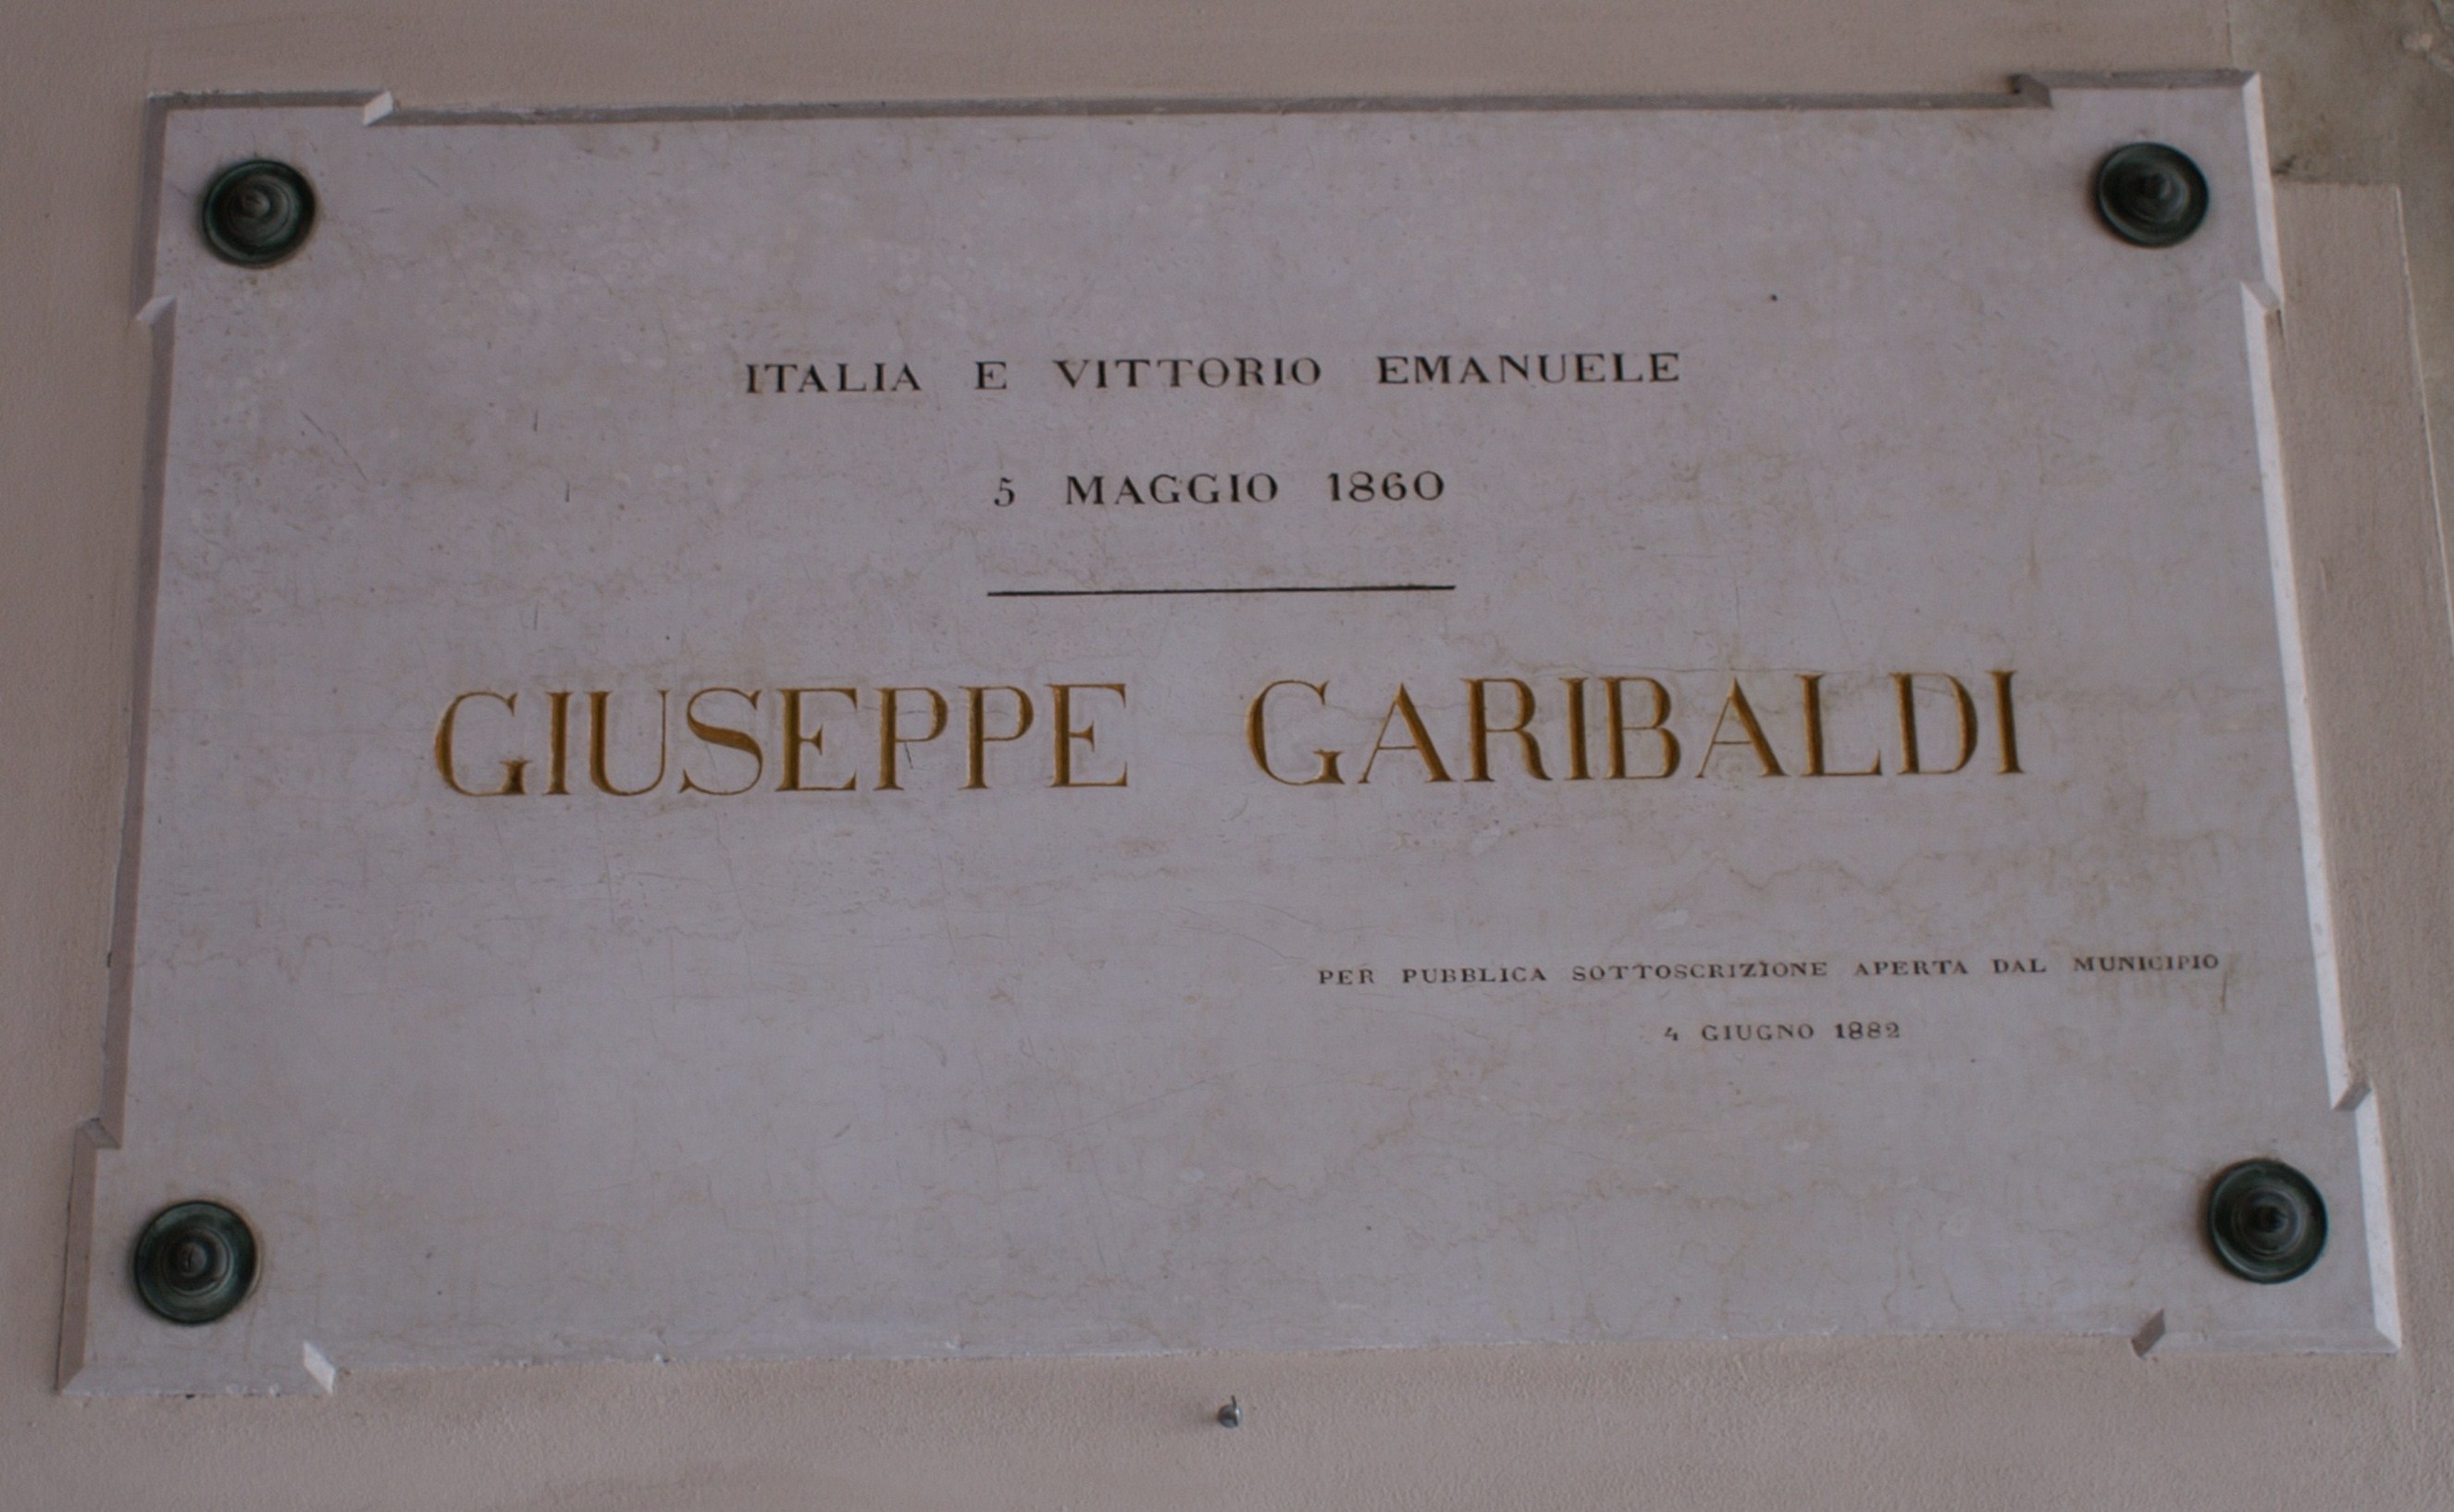 ITALIA E VITTORIO EMANUELE
5 MAGGIO 1860
GIUSEPPE GARIBALDI
PER PUBBLICA SOTTOSCRIZIONE APERTA DAL MUNICIPIO
4 GIUGNO 1882